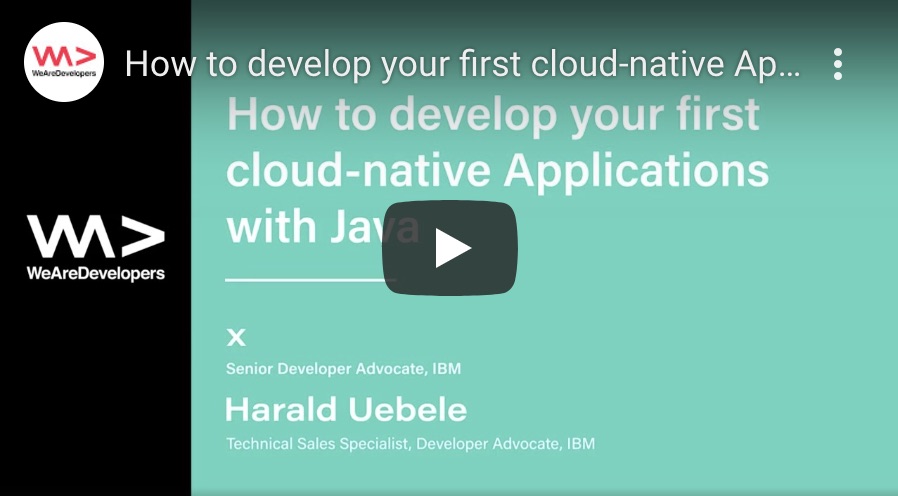 WeAreDevelopers
How to develop your first cloud-native Ap...
How to develop your first
cloud-native Applications
with Java
WeAreDevelopers
X
Senior Developer Advocate, IBM
Harald Uebele
Technical Sales Specialist, Developer Advocate, IBM